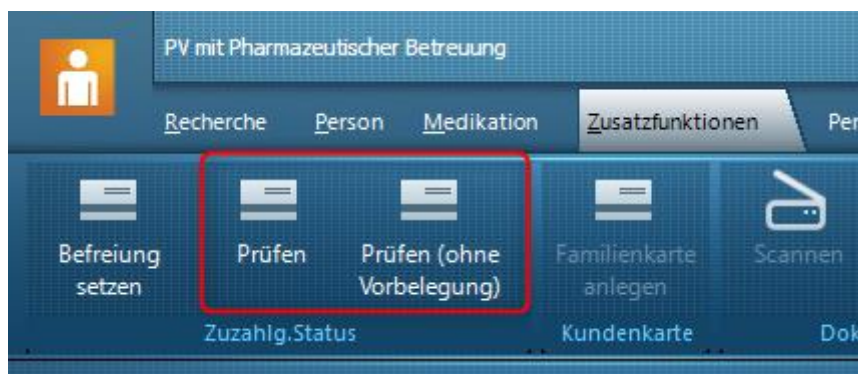 PV mit Pharmazeutischer Betreuung
Recherche Person Medikation Zusatzfunktionen
Befreiung setzen
Prüfen
Prüfen (ohne Vorbelegung)
Familienkarte anlegen
Scannen
Zuzahlg.Status Kundenkarte